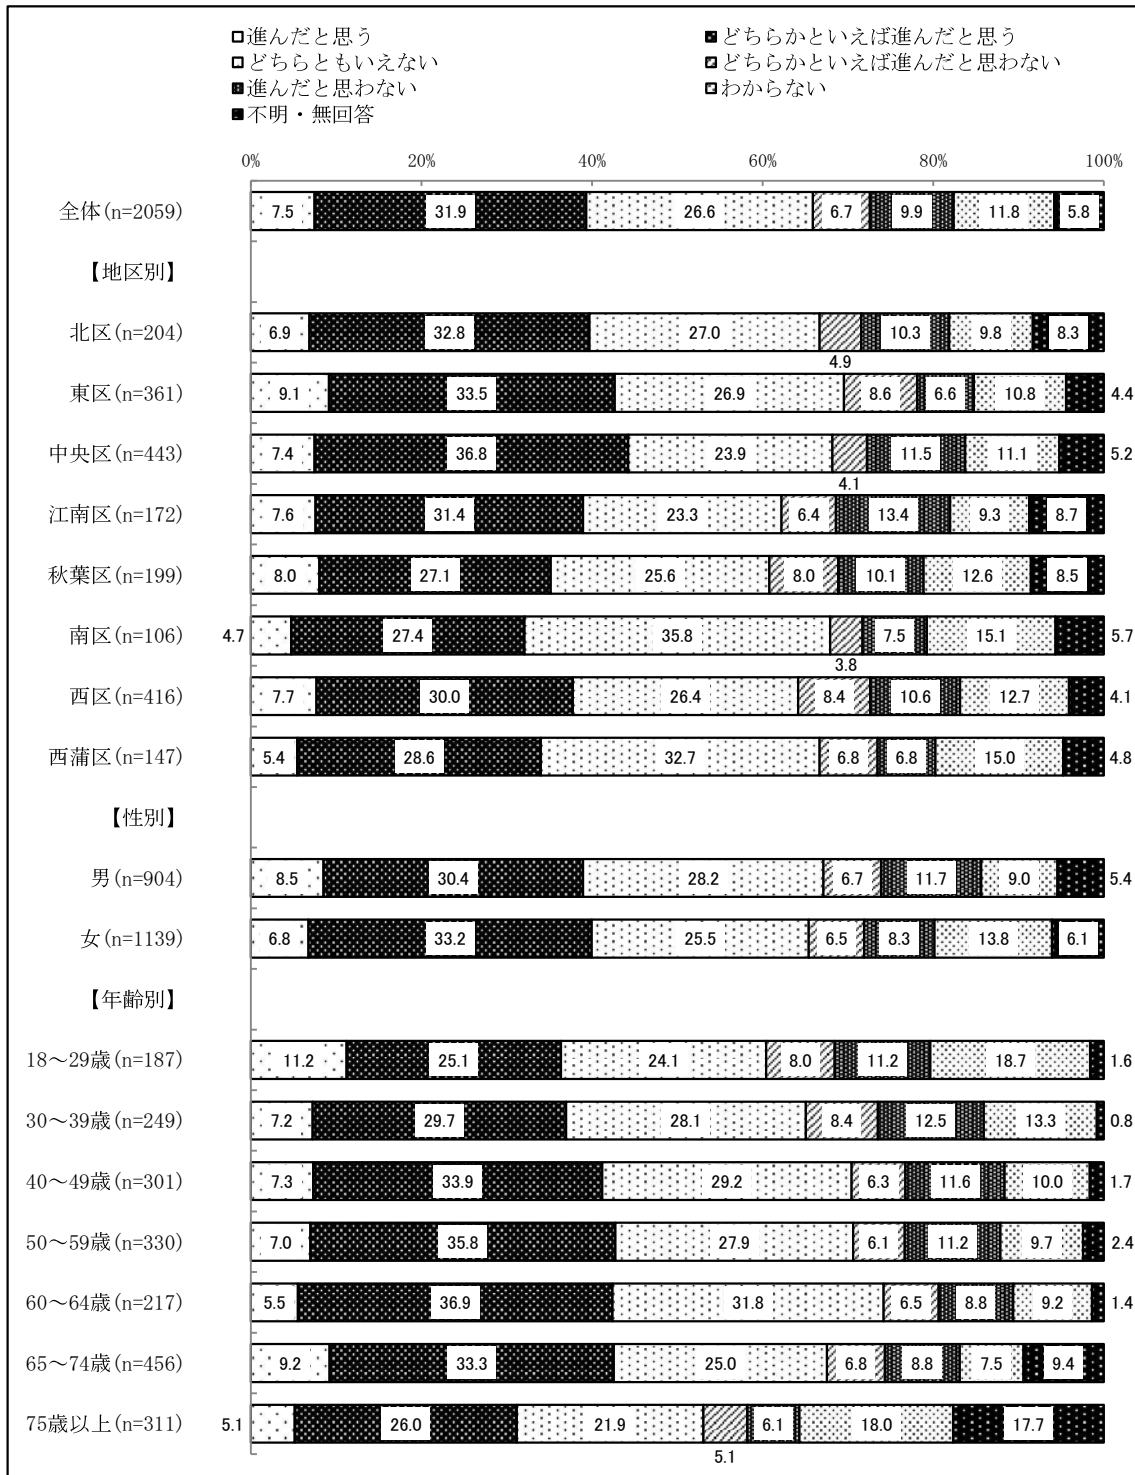 □進んだと思う ■どちらかといえば進んだと思う
□どちらともいえない □どちらかといえば進んだと思わない
■進んだと思わない □わからない
■不明・無回答
0% 20% 40% 60% 80% 100%
全体(n=2059) 7.5 31.9 26.6 6.7 9.9 11.8 5.8
【地区別】
北区(n=204) 6.9 32.8 27.0 10.3 9.8 8.3
4.9
東区(n=361) 9.1 33.5 26.9 8.6 6.6 10.8 4.4
中央区(n=443) 7.4 36.8 23.9 11.5 11.1 5.2
4.1
江南区(n=172) 7.6 31.4 23.3 6.4 13.4 9.3 8.7
秋葉区(n=199) 8.0 27.1 25.6 8.0 10.1 12.6 8.5
南区(n=106) 4.7 27.4 35.8 7.5 15.1 5.7
3.8
西区(n=416) 7.7 30.0 26.4 8.4 10.6 12.7 4.1
西蒲区(n=147) 5.4 28.6 32.7 6.8 6.8 15.0 4.8
【性別】
男(n=904) 8.5 30.4 28.2 6.7 11.7 9.0 5.4
女(n=1139) 6.8 33.2 25.5 6.5 8.3 13.8 6.1
【年齢別】
18～29歳(n=187) 11.2 25.1 24.1 8.0 11.2 18.7 1.6
30～39歳(n=249) 7.2 29.7 28.1 8.4 12.5 13.3 0.8
40～49歳(n=301) 7.3 33.9 29.2 6.3 11.6 10.0 1.7
50～59歳(n=330) 7.0 35.8 27.9 6.1 11.2 9.7 2.4
60～64歳(n=217) 5.5 36.9 31.8 6.5 8.8 9.2 1.4
65～74歳(n=456) 9.2 33.3 25.0 6.8 8.8 7.5 9.4
75歳以上(n=311) 5.1 26.0 21.9 6.1 18.0 17.7
5.1